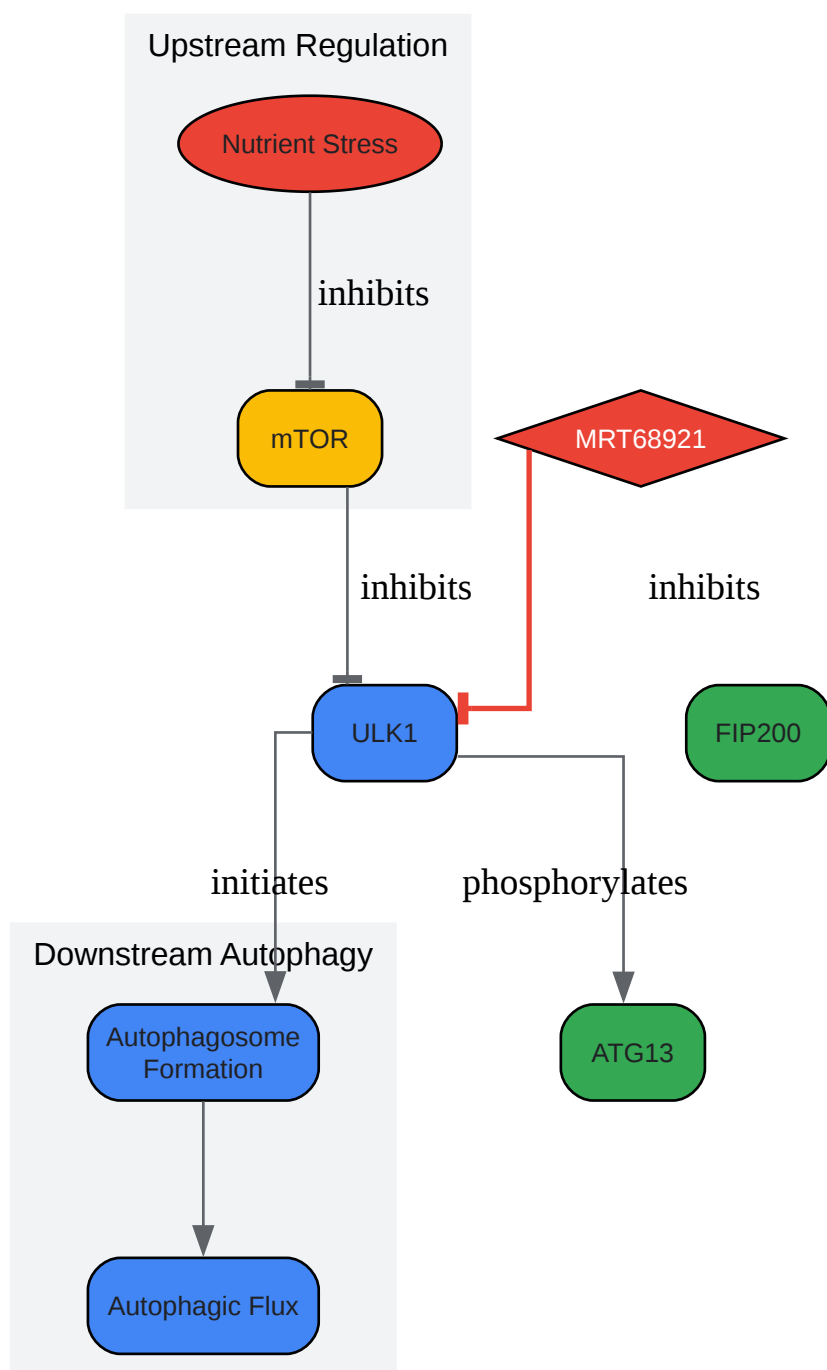 Upstream Regulation
Nutrient Stress
inhibits
mTOR
MRT68921
inhibits
inhibits
ULK1
FIP200
initiates
phosphorylates
Downstream Autophagy
Autophagosome
Formation
ATG13
Autophagic Flux